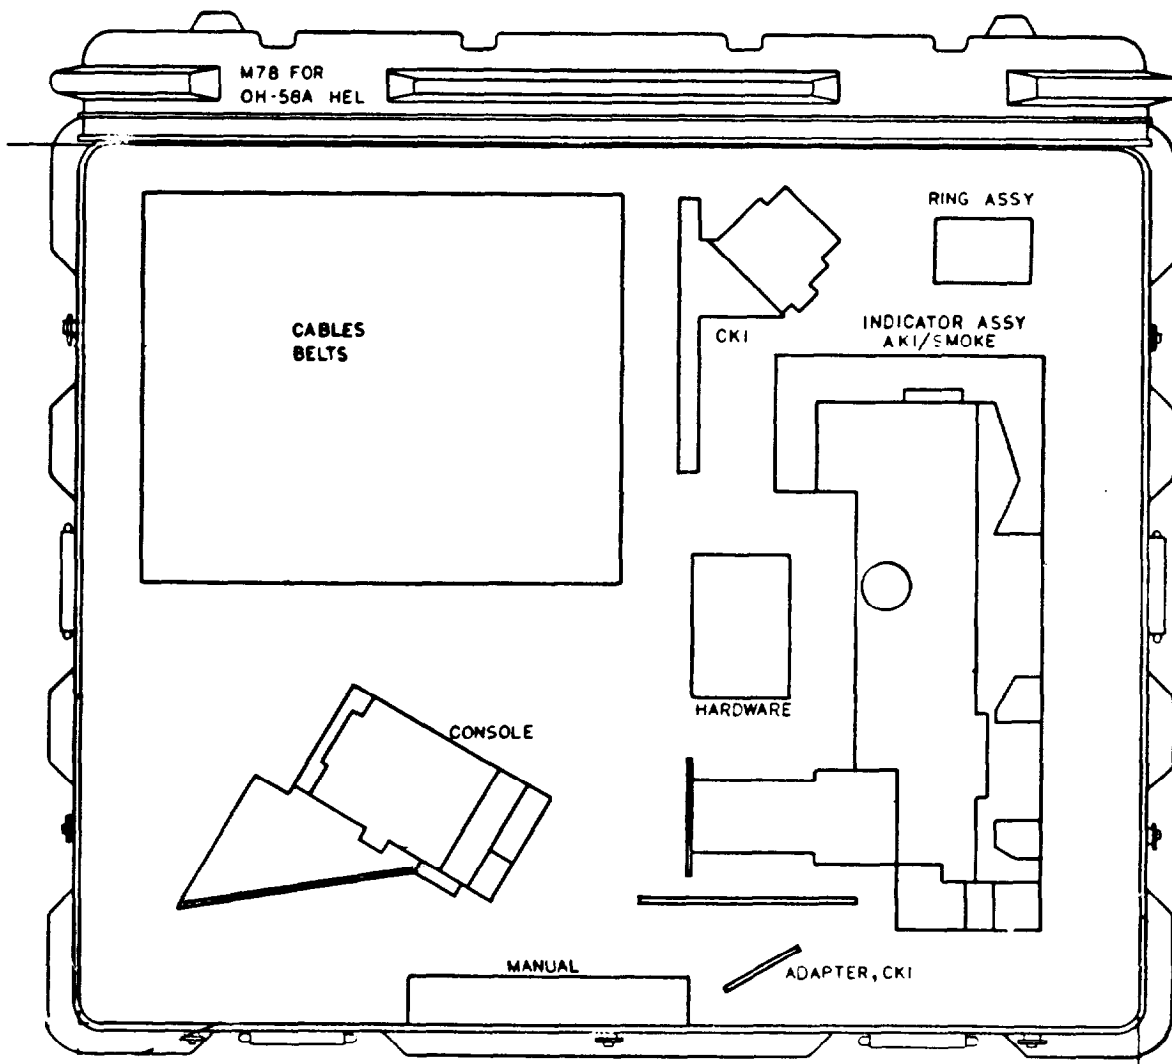 M78 FOR
OH-58A HEL
RING ASSY
CABLES
BELTS
CKI
INDICATOR ASSY
AKI/SMOKE
HARDWARE
CONSOLE
MANUAL
ADAPTER, CKI